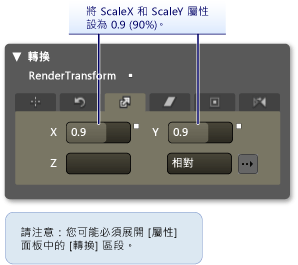 將 ScaleX 和 ScaleY 屬性
設為 0.9 (90%)。
轉換
RenderTransform
X 0.9 Y 0.9
Z 相對
請注意：您可能必須展開 [屬性]
面板中的 [轉換] 區段。